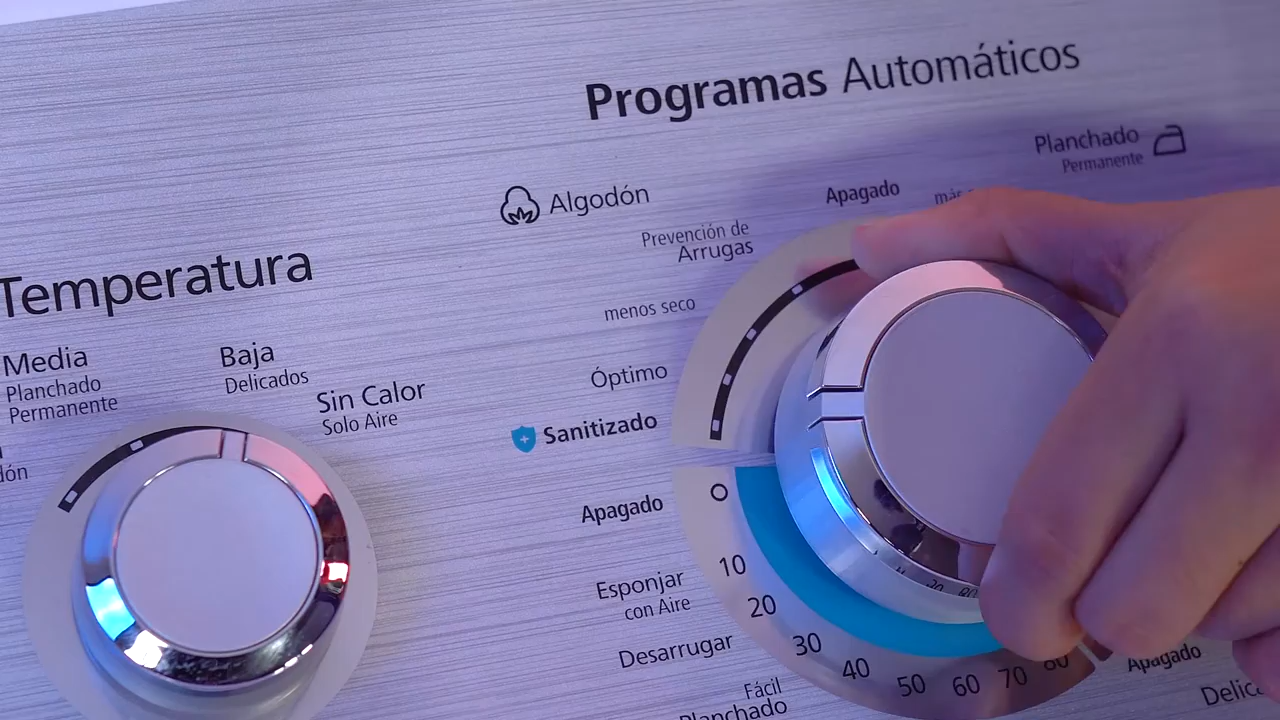 Programas Automáticos
Planchado
Permanente
Algodón
Apagado
más
Prevención de
Arrugas
menos seco
Óptimo
Sanitizado
Apagado
Esponjar
con Aire
Desarrugar
Fácil
Planchado
10
20
30
40
50
60
70
80
Apagado
Temperatura
Media
Planchado
Permanente
Baja
Delicados
Sin Calor
Solo Aire